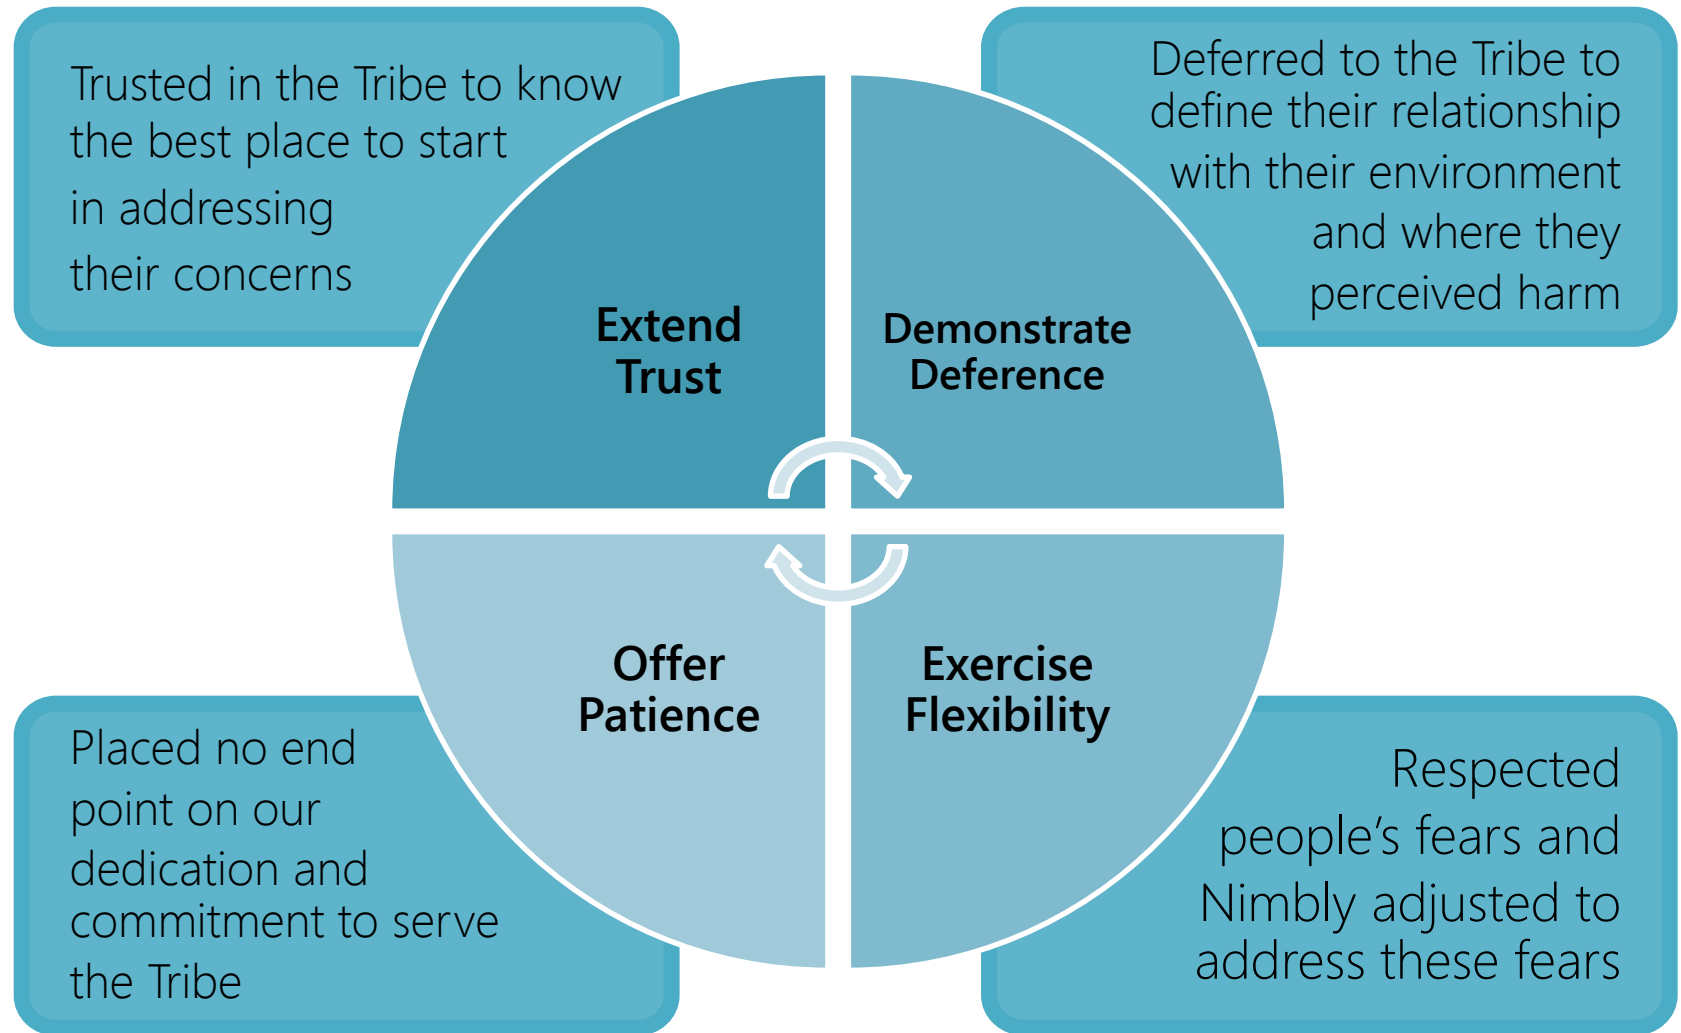 Trusted in the Tribe to know
the best place to start
in addressing
their concerns
Deferred to the Tribe to
define their relationship
with their environment
and where they
perceived harm
Extend
Trust
Demonstrate
Deference
Offer
Patience
Exercise
Flexibility
Placed no end
point on our
dedication and
commitment to serve
the Tribe
Respected
people’s fears and
Nimbly adjusted to
address these fears